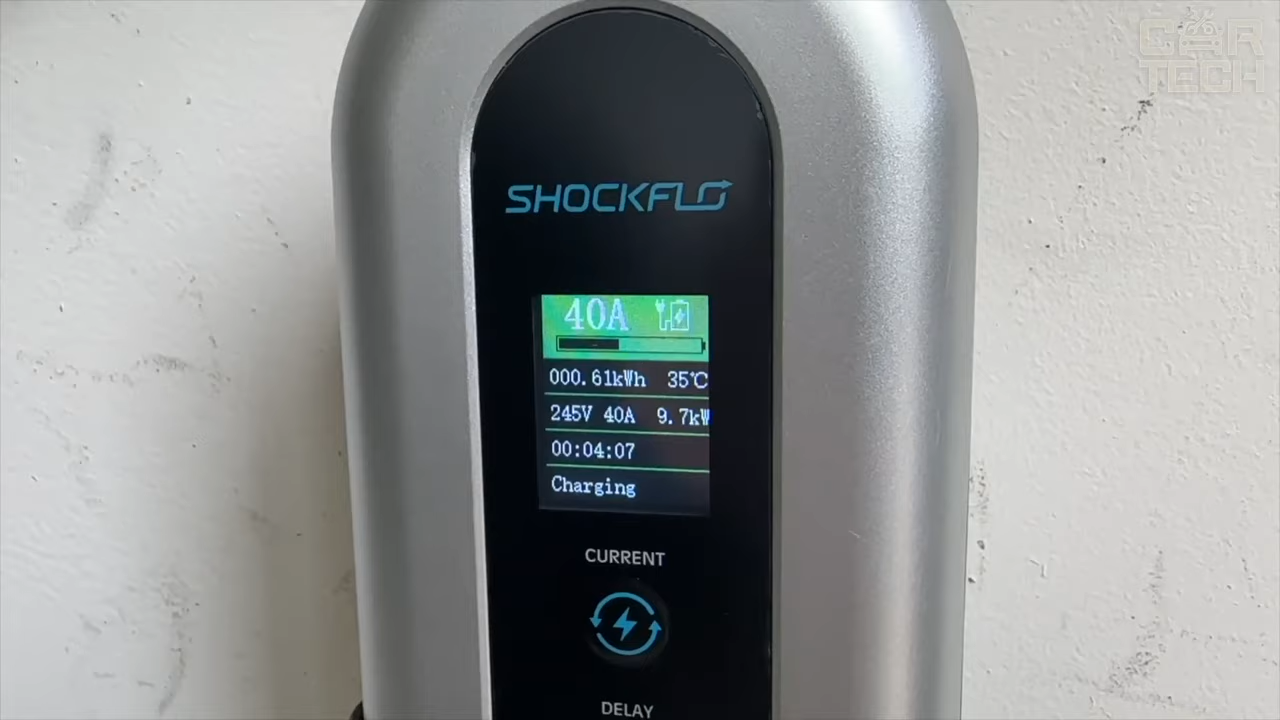 CAR
TECH
SHOCKFLO
40A
000.61kWh 35℃
245V 40A 9.7kW
00:04:07
Charging
CURRENT
DELAY